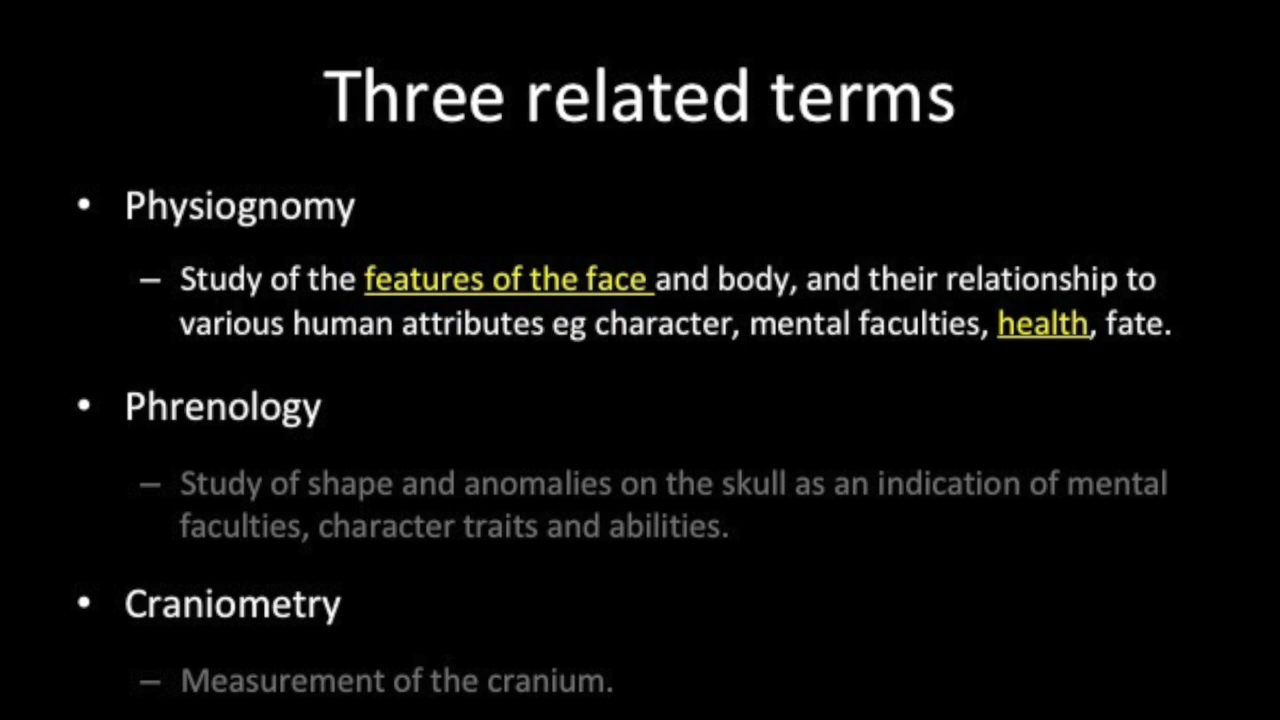 Three related terms
• Physiognomy
– Study of the features of the face and body, and their relationship to
various human attributes eg character, mental faculties, health, fate.
• Phrenology
– Study of shape and anomalies on the skull as an indication of mental
faculties, character traits and abilities.
• Craniometry
– Measurement of the cranium.